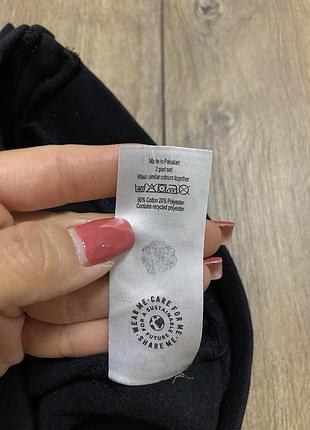 Made in Pakistan
2 part set
Wash similar colours together
80% Cotton 20% Polyester
Contains recycled polyester
WEAR ME · CARE FOR ME · SHARE ME ·
FOR A SUSTAINABLE FUTURE